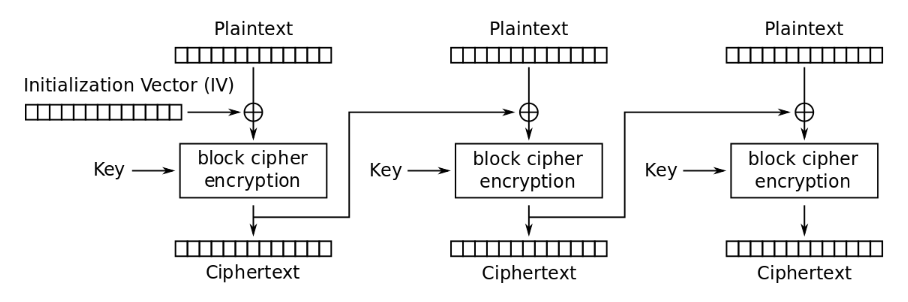 Plaintext
Plaintext
Plaintext
Initialization Vector (IV)
Key
block cipher
encryption
Key
block cipher
encryption
Key
block cipher
encryption
Ciphertext
Ciphertext
Ciphertext